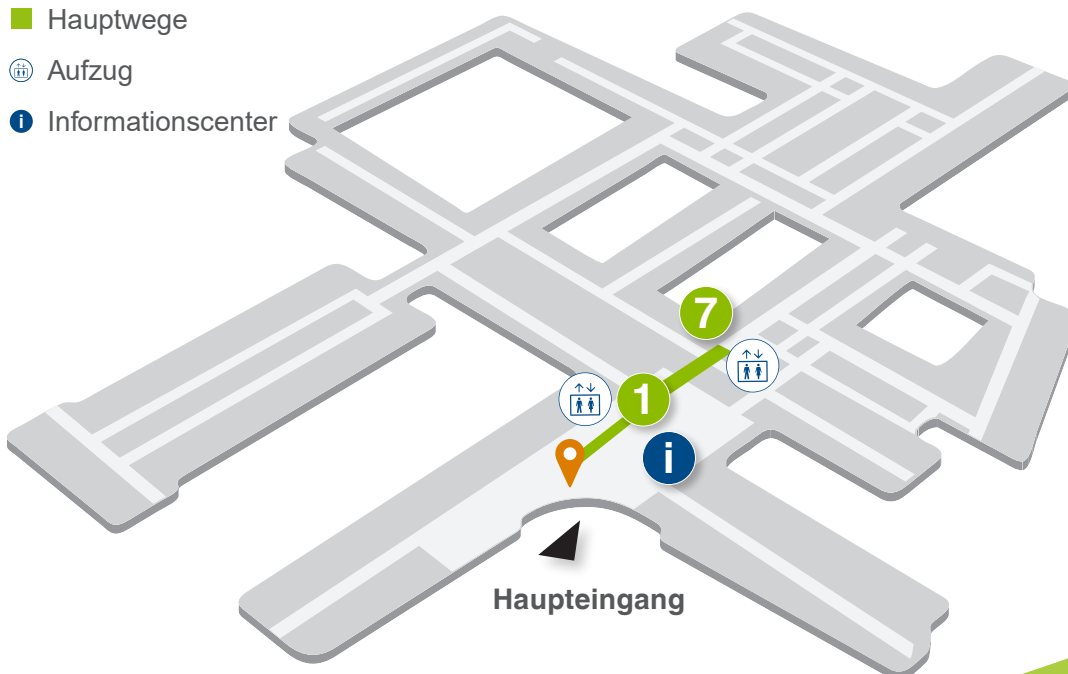 Hauptwege
Aufzug
i Informationscenter
7
1
i
Haupteingang